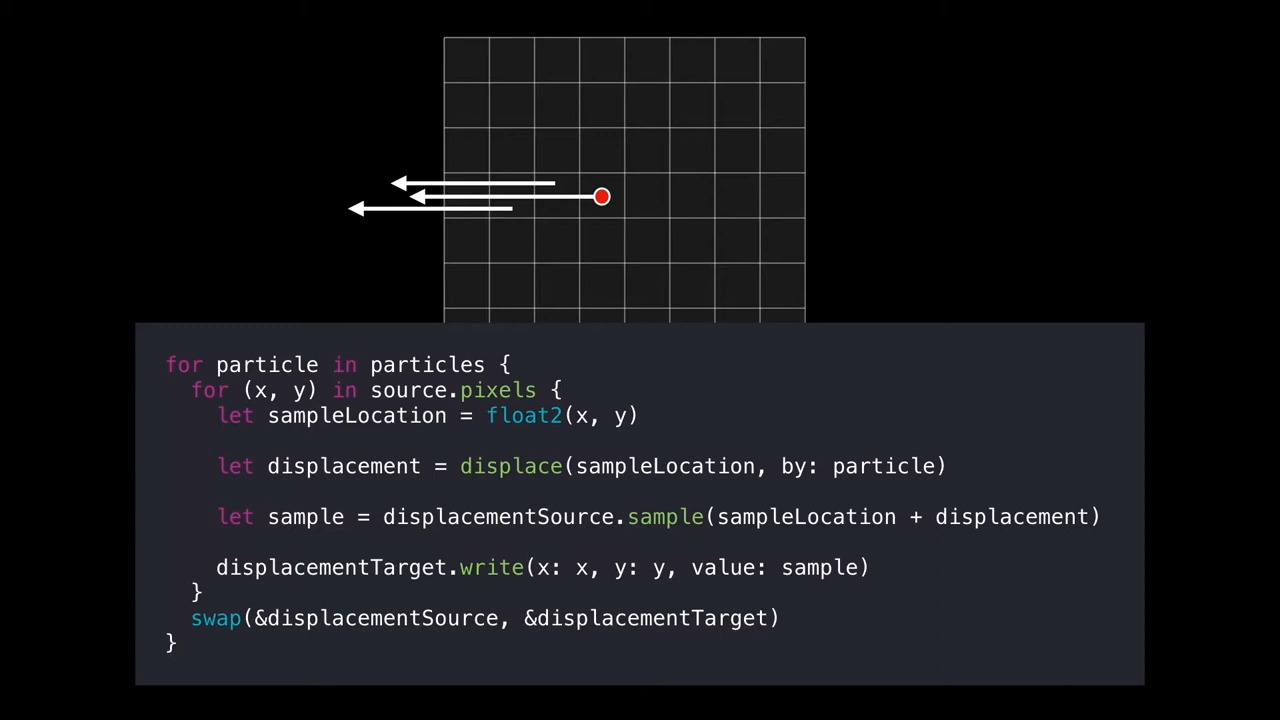 for particle in particles {
for (x, y) in source.pixels {
let sampleLocation = float2(x, y)
let displacement = displace(sampleLocation, by: particle)
let sample = displacementSource.sample(sampleLocation + displacement)
displacementTarget.write(x: x, y: y, value: sample)
}
swap(&displacementSource, &displacementTarget)
}